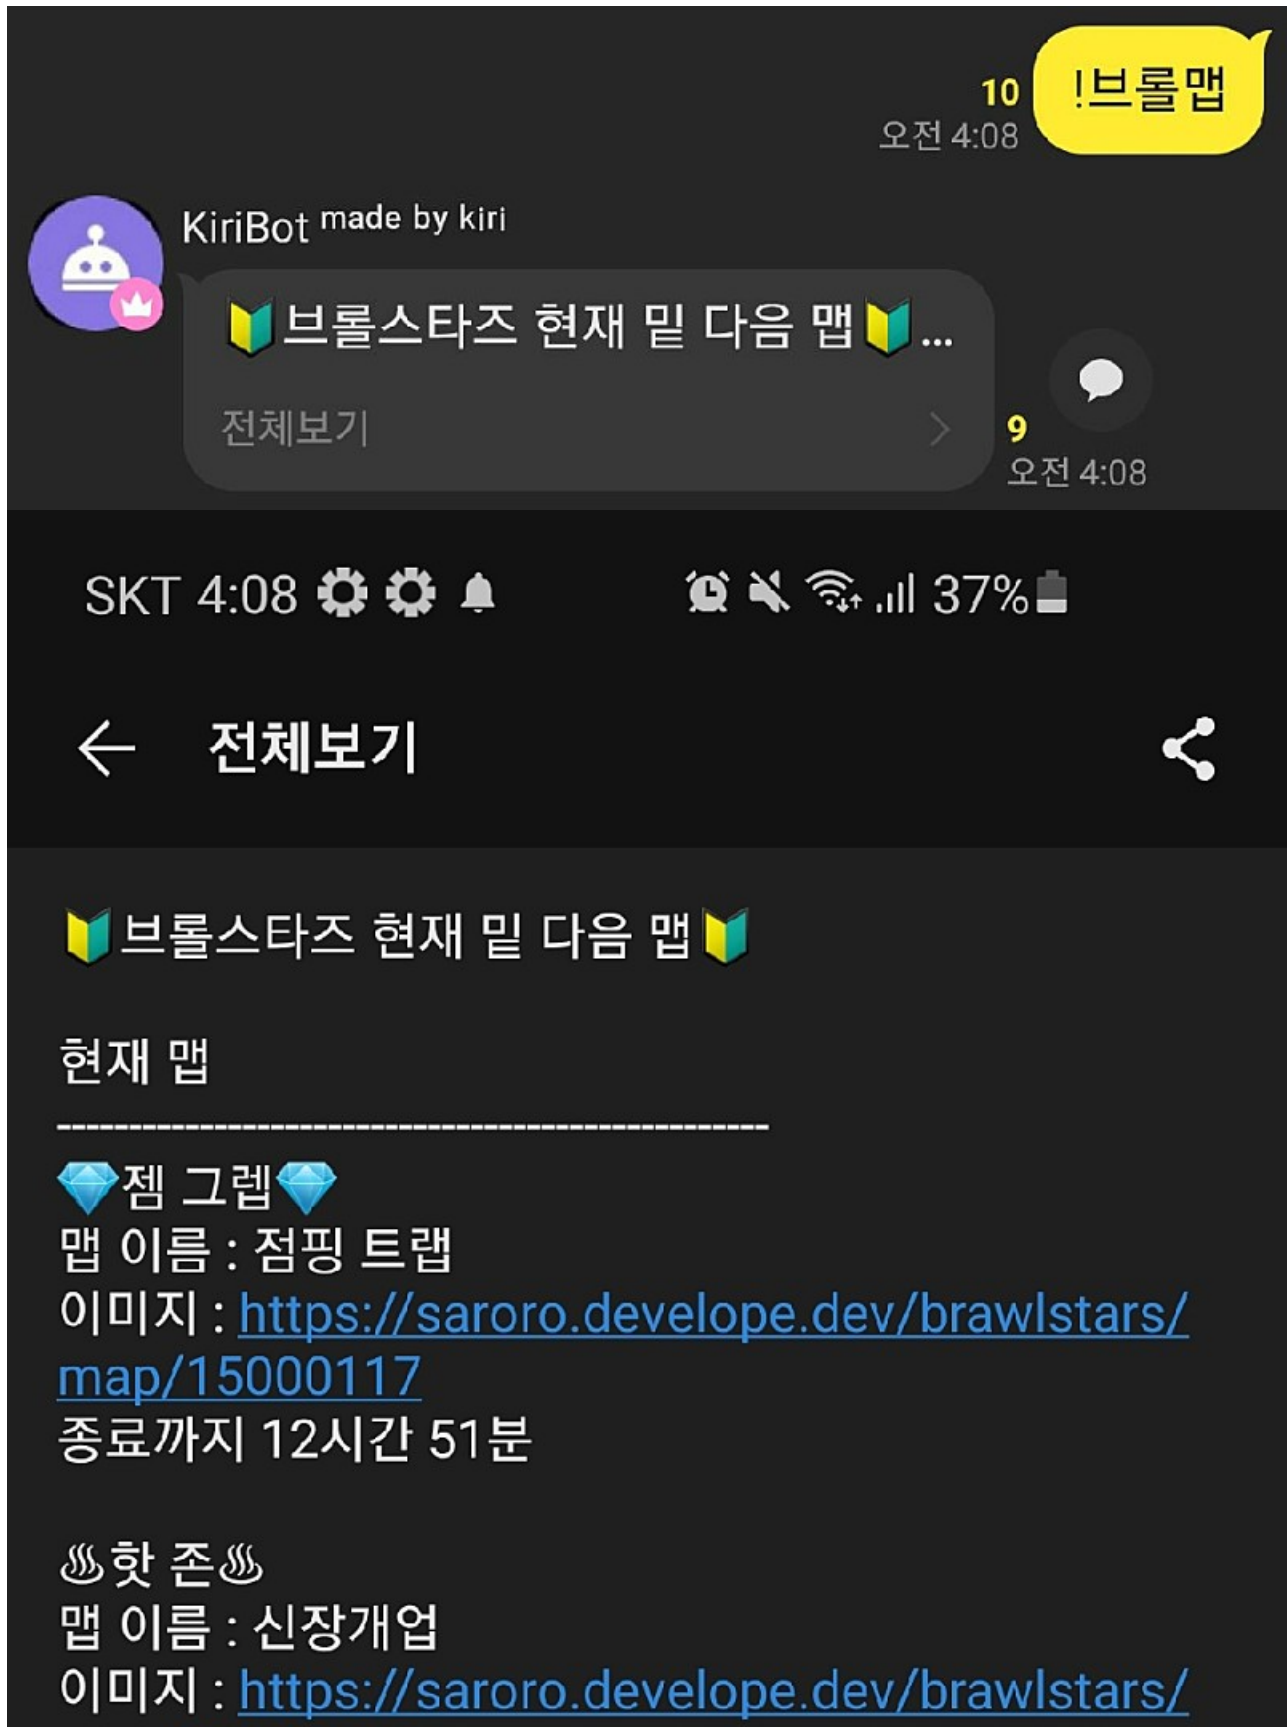 !브롤맵
10
오전 4:08
KiriBot made by kiri
🔰브롤스타즈 현재 밑 다음 맵🔰...
전체보기
9
오전 4:08
SKT 4:08 37%
전체보기
🔰브롤스타즈 현재 밑 다음 맵🔰
현재 맵
--------------------------------------------------
💎젬 그렙💎
맵 이름 : 점핑 트랩
이미지 : https://saroro.develope.dev/brawlstars/
map/15000117
종료까지 12시간 51분
♨핫 존♨
맵 이름 : 신장개업
이미지 : https://saroro.develope.dev/brawlstars/